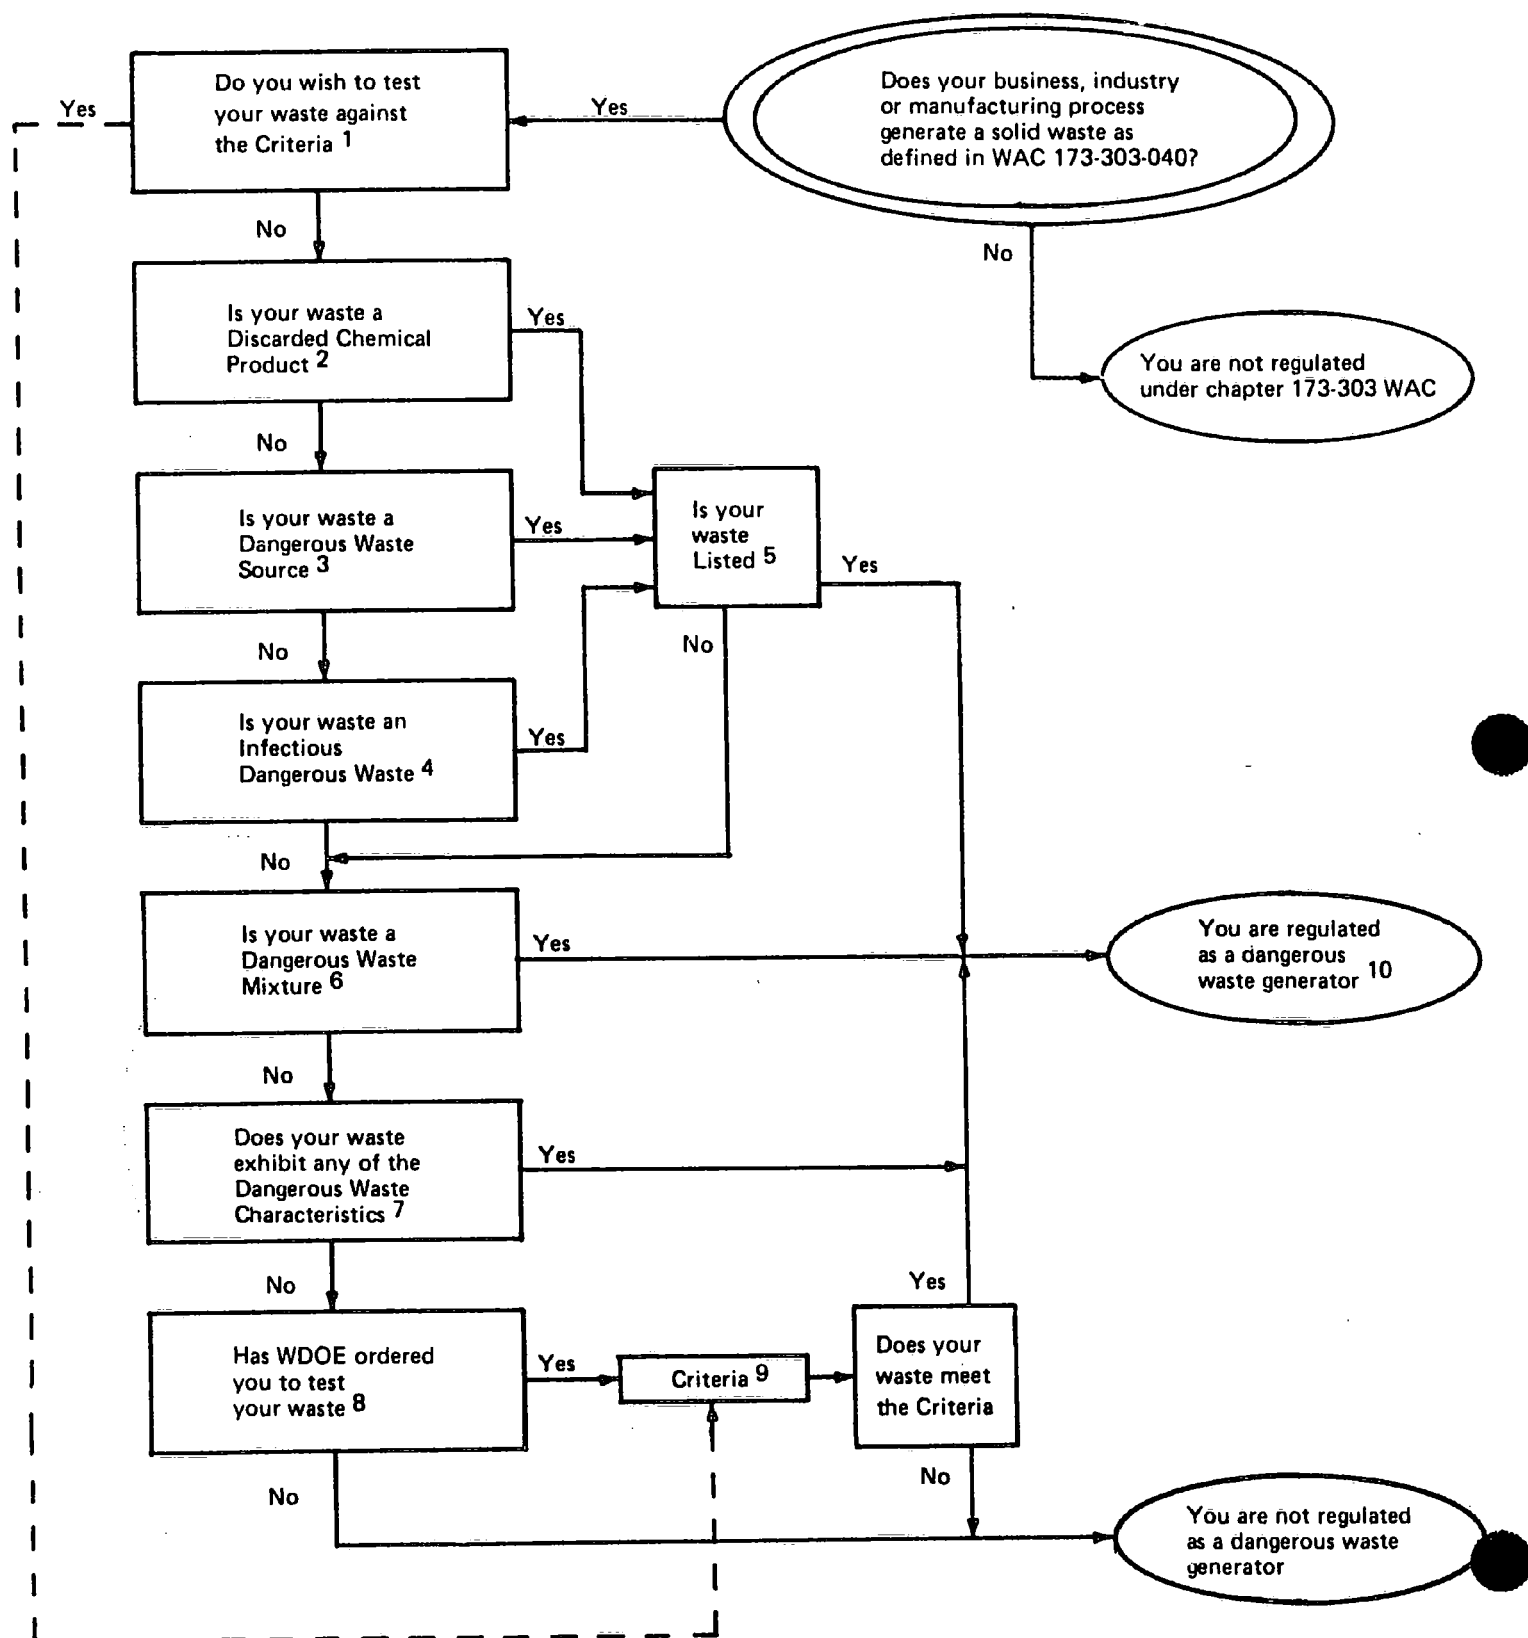 Does your business, industry
or manufacturing process
generate a solid waste as
defined in WAC 173-303-040?
Yes
No
You are not regulated
under chapter 173-303 WAC
Do you wish to test
your waste against
the Criteria 1
Yes
No
Is your waste a
Discarded Chemical
Product 2
Yes
No
Is your waste a
Dangerous Waste
Source 3
Yes
No
Is your waste an
Infectious
Dangerous Waste 4
Yes
No
Is your
waste
Listed 5
Yes
No
Is your waste a
Dangerous Waste
Mixture 6
Yes
No
You are regulated
as a dangerous
waste generator 10
Does your waste
exhibit any of the
Dangerous Waste
Characteristics 7
Yes
No
Has WDOE ordered
you to test
your waste 8
Yes
No
Criteria 9
Does your
waste meet
the Criteria
Yes
No
You are not regulated
as a dangerous waste
generator